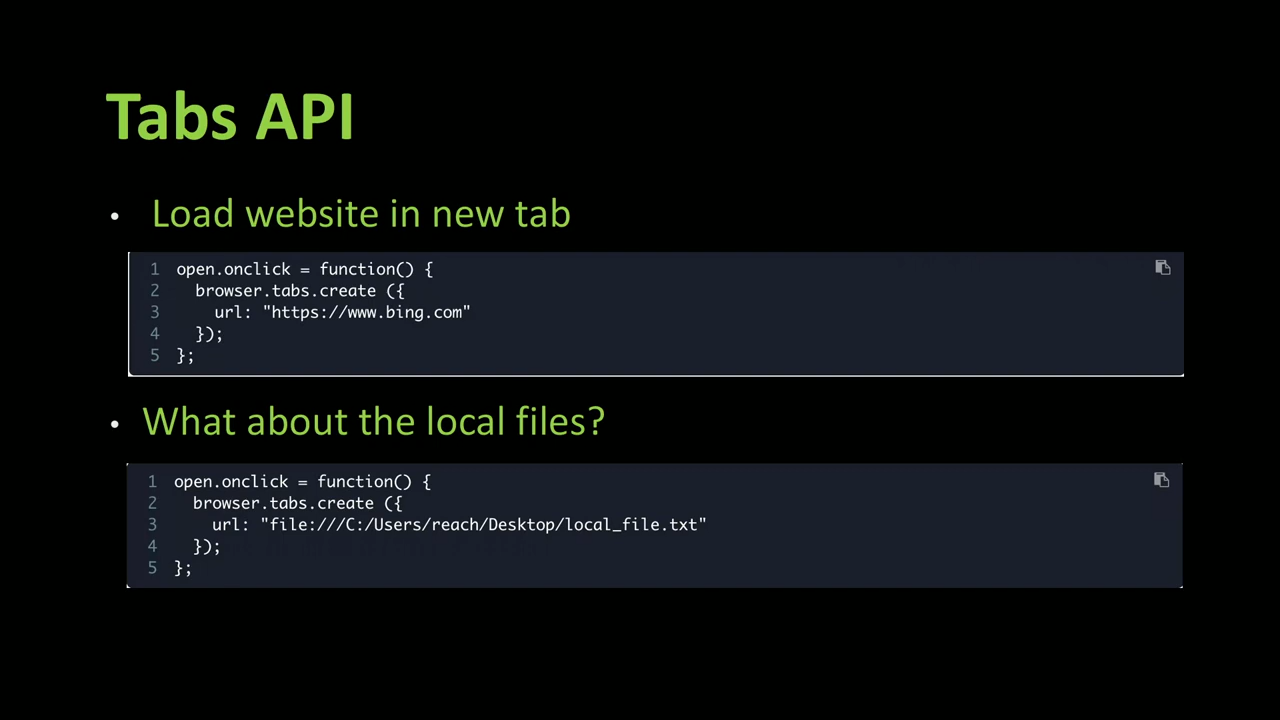 Tabs API
• Load website in new tab
1 open.onclick = function() {
2   browser.tabs.create ({
3     url: "https://www.bing.com"
4   });
5 };
• What about the local files?
1 open.onclick = function() {
2   browser.tabs.create ({
3     url: "file:///C:/Users/reach/Desktop/local_file.txt"
4   });
5 };